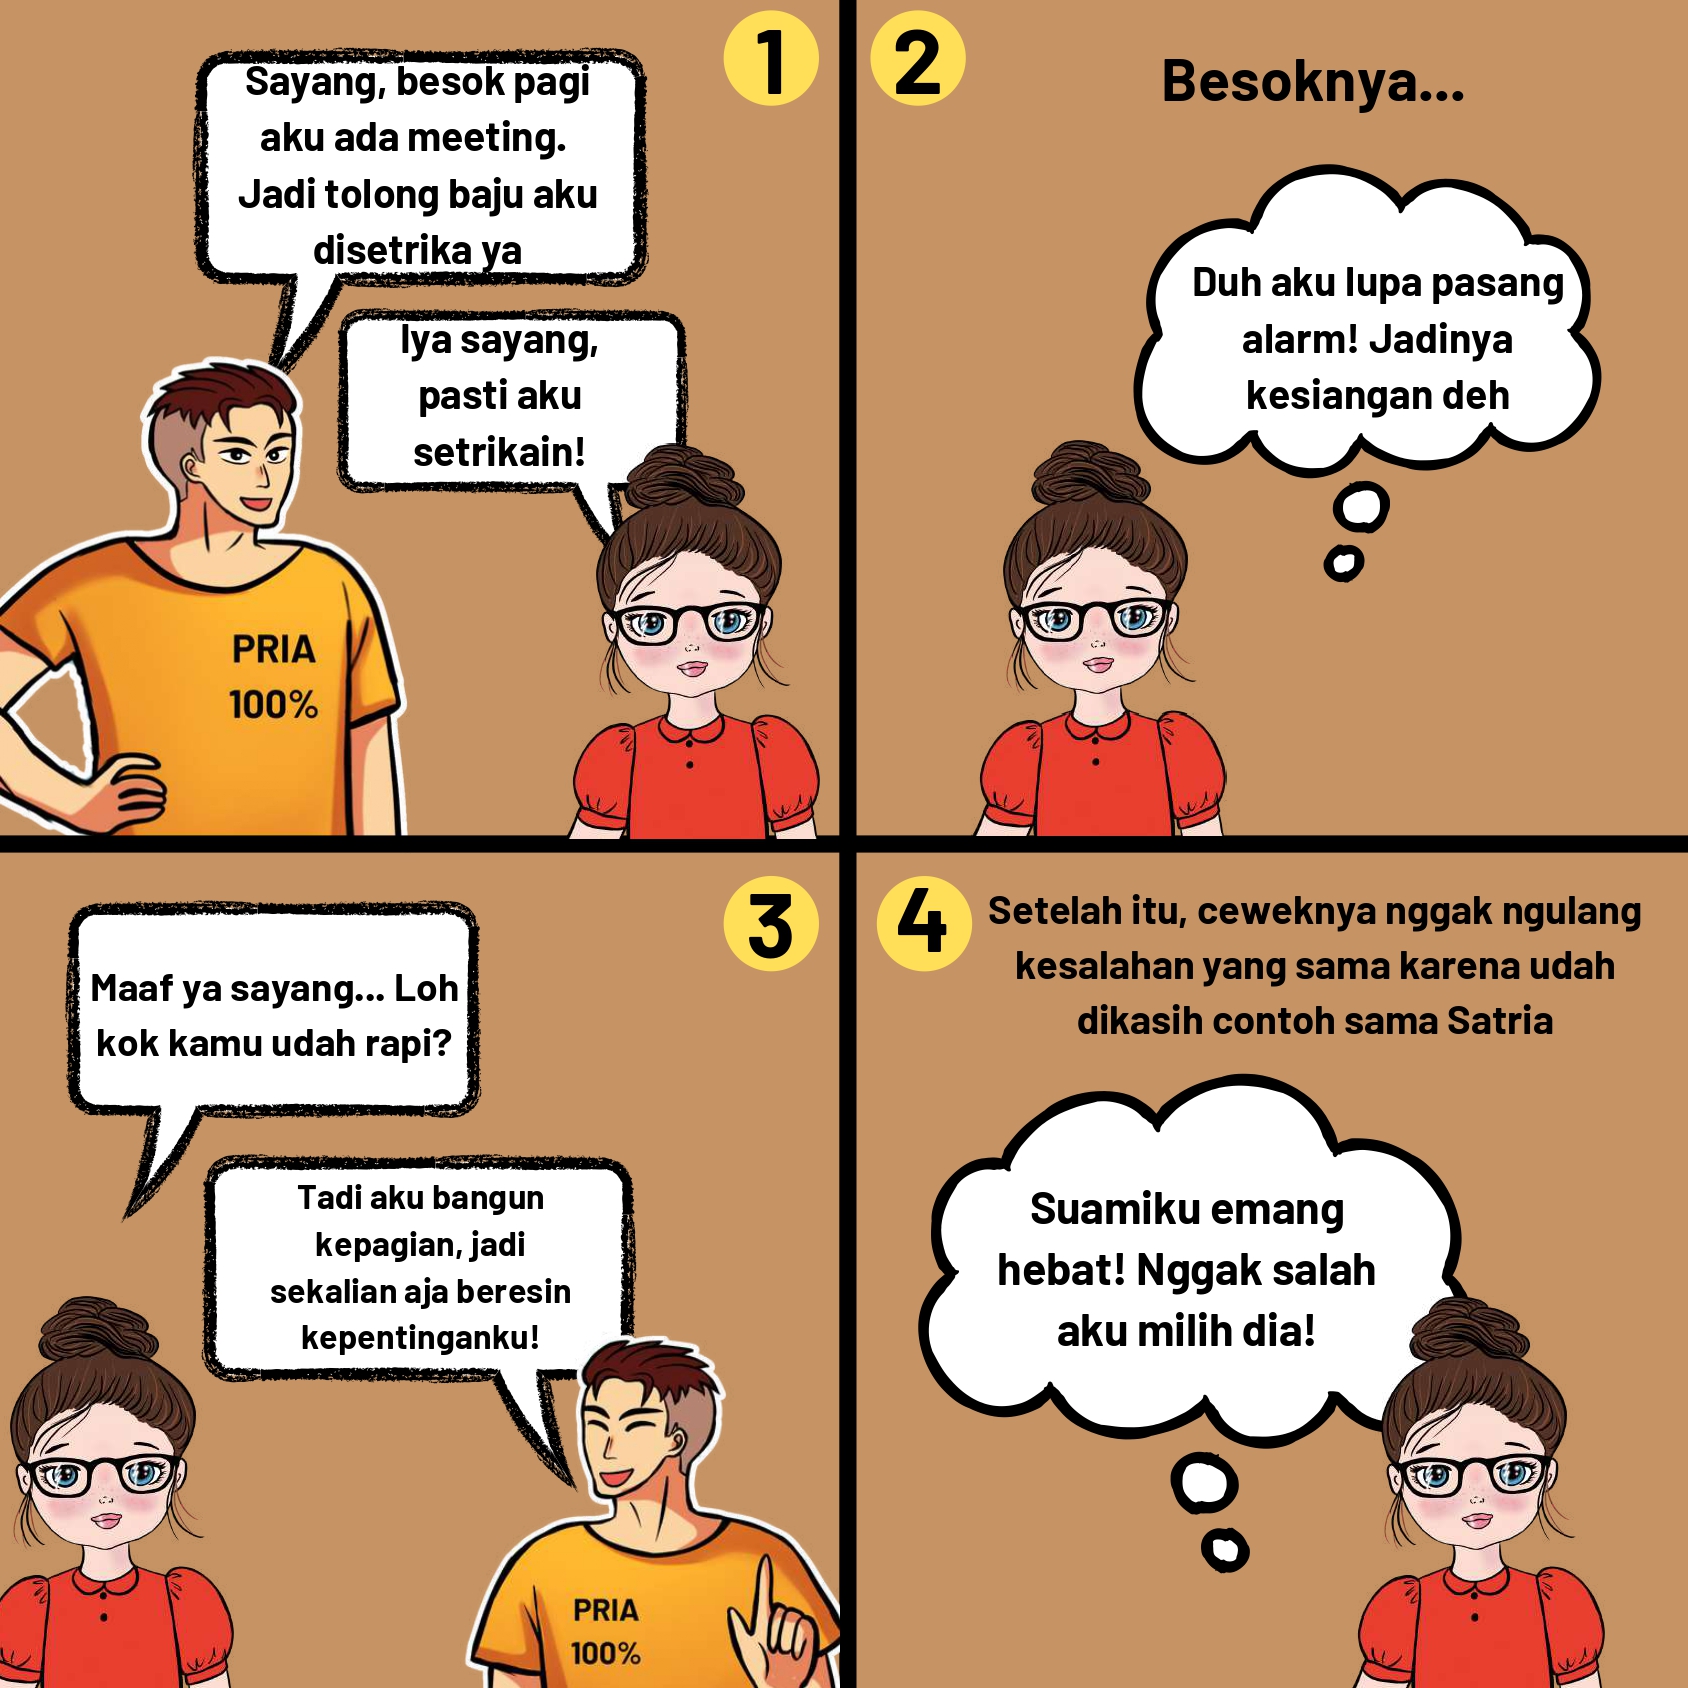 1
Sayang, besok pagi
aku ada meeting.
Jadi tolong baju aku
disetrika ya
Iya sayang,
pasti aku
setrikain!
PRIA
100%
2
Besoknya...
Duh aku lupa pasang
alarm! Jadinya
kesiangan deh
3
Maaf ya sayang... Loh
kok kamu udah rapi?
Tadi aku bangun
kepagian, jadi
sekalian aja beresin
kepentinganku!
PRIA
100%
4
Setelah itu, ceweknya nggak ngulang
kesalahan yang sama karena udah
dikasih contoh sama Satria
Suamiku emang
hebat! Nggak salah
aku milih dia!